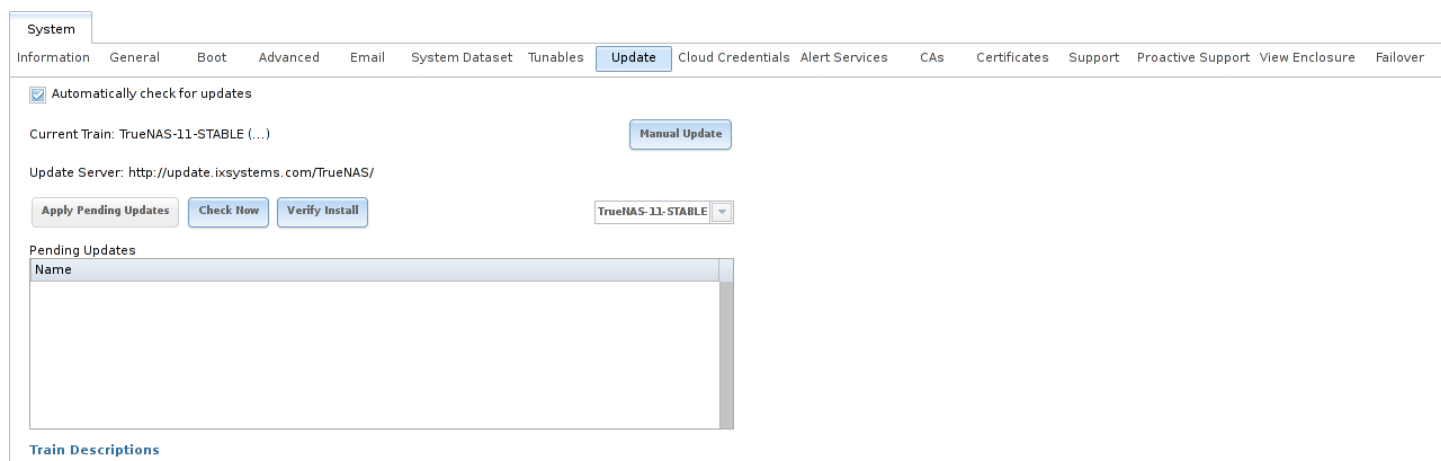 System
Information General Boot Advanced Email System Dataset Tunables Update Cloud Credentials Alert Services CAs Certificates Support Proactive Support View Enclosure Failover
Automatically check for updates
Current Train: TrueNAS-11-STABLE (...)
Manual Update
Update Server: http://update.ixsystems.com/TrueNAS/
Apply Pending Updates Check Now Verify Install TrueNAS-11-STABLE
Pending Updates
Name
Train Descriptions